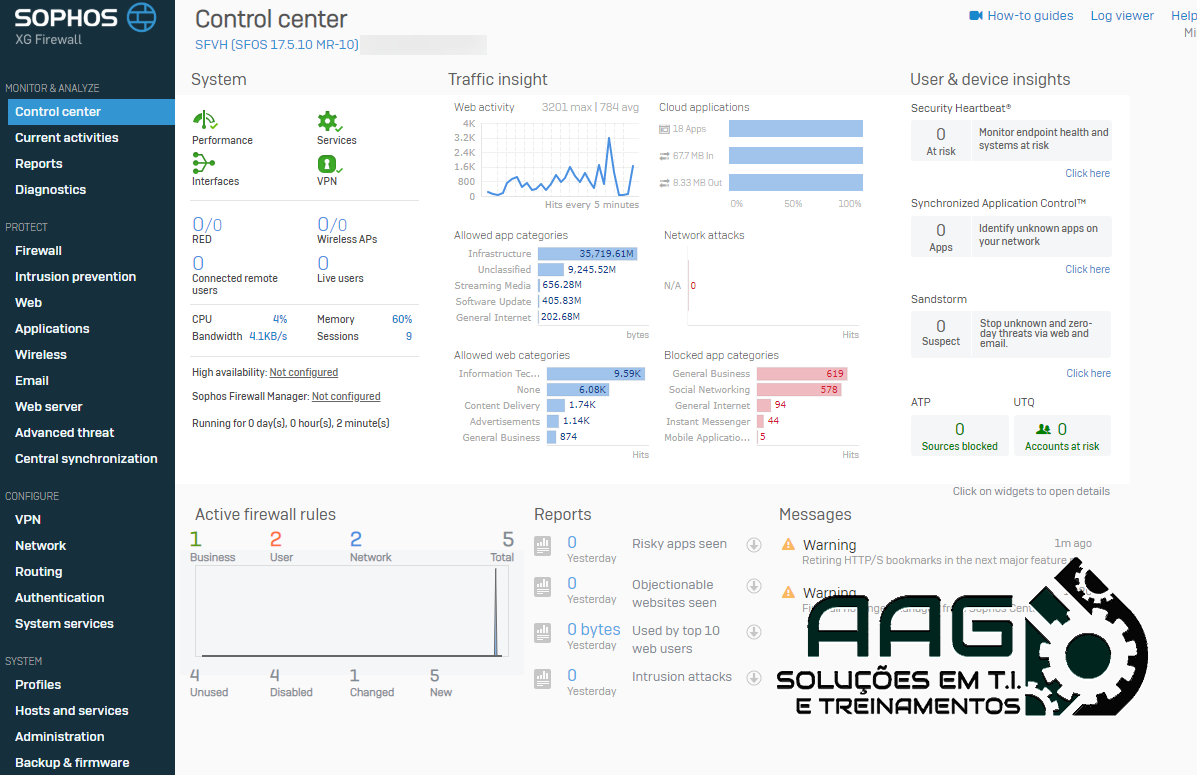 SOPHOS
XG Firewall
MONITOR & ANALYZE
Control center
Current activities
Reports
Diagnostics
PROTECT
Firewall
Intrusion prevention
Web
Applications
Wireless
Email
Web server
Advanced threat
Central synchronization
CONFIGURE
VPN
Network
Routing
Authentication
System services
SYSTEM
Profiles
Hosts and services
Administration
Backup & firmware
Control center
SFVH (SFOS 17.5.10 MR-10)
How-to guides
Log viewer
Help
System
Performance
Services
Interfaces
VPN
0/0
RED
0/0
Wireless APs
0
Connected remote
users
0
Live users
CPU 4%
Memory 60%
Bandwidth 4.1KB/s
Sessions 9
High availability: Not configured
Sophos Firewall Manager: Not configured
Running for 0 day(s), 0 hour(s), 2 minute(s)
Traffic insight
Web activity 3201 max | 784 avg
4K
3.2K
2.4K
1.6K
800
0
Hits every 5 minutes
Cloud applications
18 Apps
67.7 MB In
8.33 MB Out
0% 50% 100%
Allowed app categories
Infrastructure 35,719.61M
Unclassified 9,245.52M
Streaming Media 656.28M
Software Update 405.83M
General Internet 202.68M
bytes
Network attacks
N/A 0
Hits
Allowed web categories
Information Tec... 9.59K
None 6.08K
Content Delivery 1.74K
Advertisements 1.14K
General Business 874
Hits
Blocked app categories
General Business 619
Social Networking 578
General Internet 94
Instant Messenger 44
Mobile Applicatio... 5
Hits
User & device insights
Security Heartbeat®
0
At risk
Monitor endpoint health and
systems at risk
Click here
Synchronized Application Control™
0
Apps
Identify unknown apps on
your network
Click here
Sandstorm
0
Suspect
Stop unknown and zero-
day threats via web and
email.
Click here
ATP
0
Sources blocked
UTQ
0
Accounts at risk
Click on widgets to open details
Active firewall rules
1
Business
2
User
2
Network
5
Total
4
Unused
4
Disabled
1
Changed
5
New
Reports
0
Yesterday
Risky apps seen
0
Yesterday
Objectionable
websites seen
0 bytes
Yesterday
Used by top 10
web users
0
Yesterday
Intrusion attacks
Messages
Warning 1m ago
Retiring HTTP/S bookmarks in the next major feature
Warning
AAG
SOLUÇÕES EM T.I.
E TREINAMENTOS